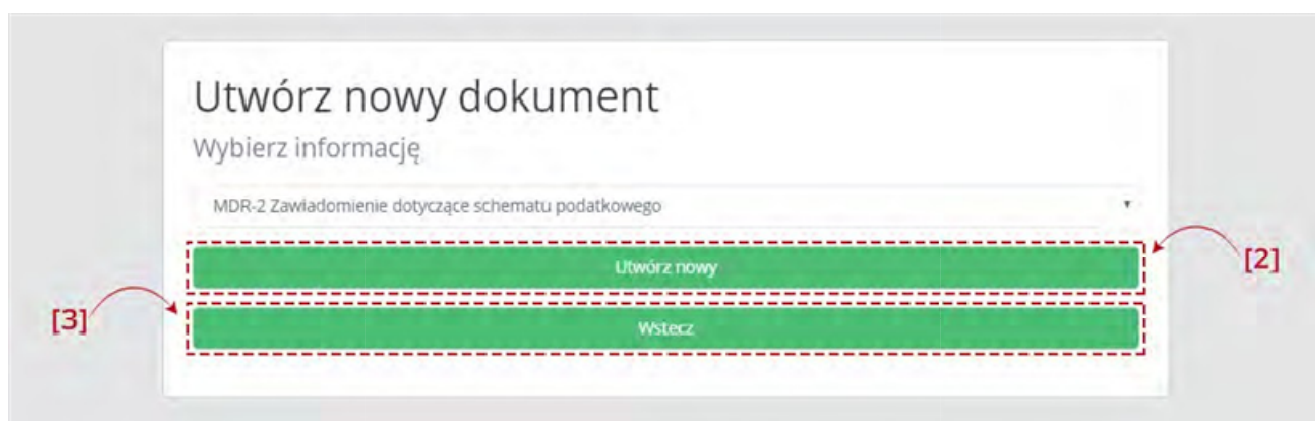 Utwórz nowy dokument
Wybierz informację
MDR-2 Zawiadomienie dotyczące schematu podatkowego
Utwórz nowy
[2]
[3]
Wstecz